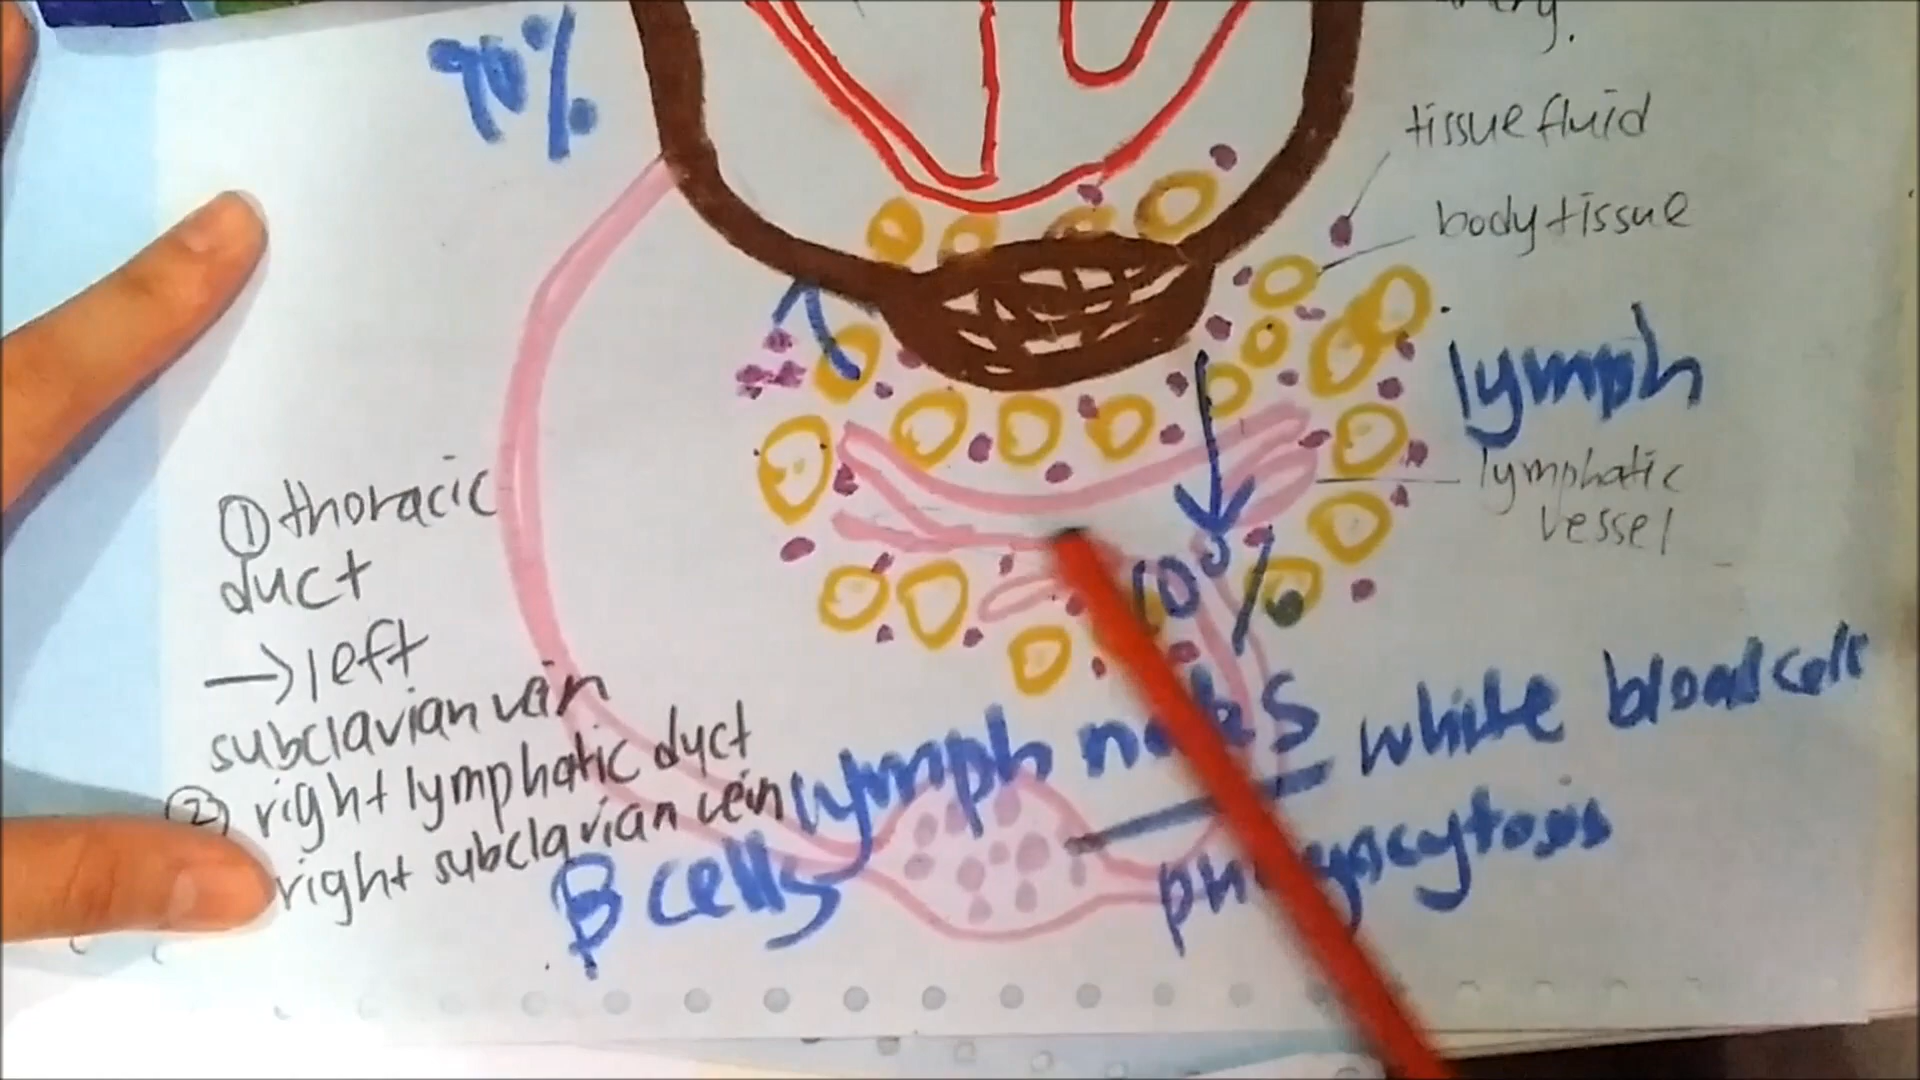 90%
tissue fluid
body tissue
lymph
lymphatic
vessel
10%
① thoracic
duct
→ left
subclavian vein
② right lymphatic duct
right subclavian vein
lymph nodes
white blood cells
B cells
phagocytosis